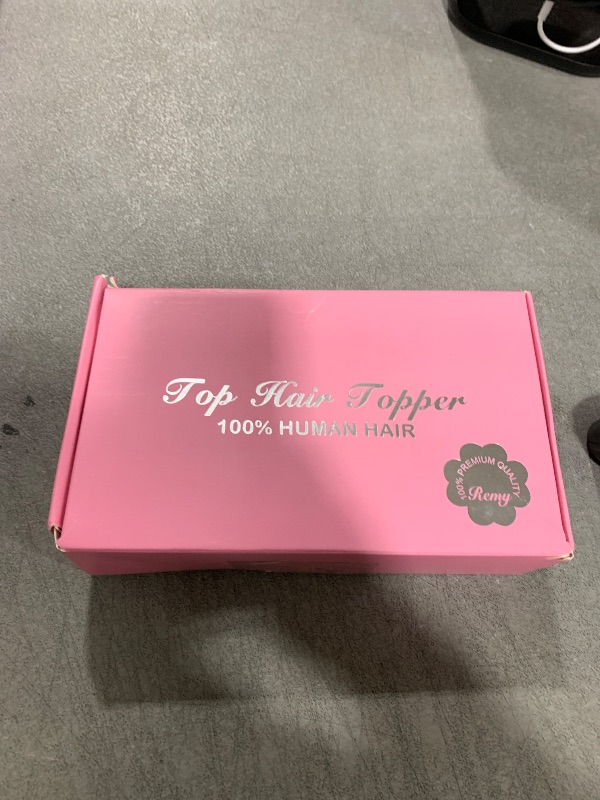 Top Hair Topper
100% HUMAN HAIR
100% PREMIUM QUALITY
Remy